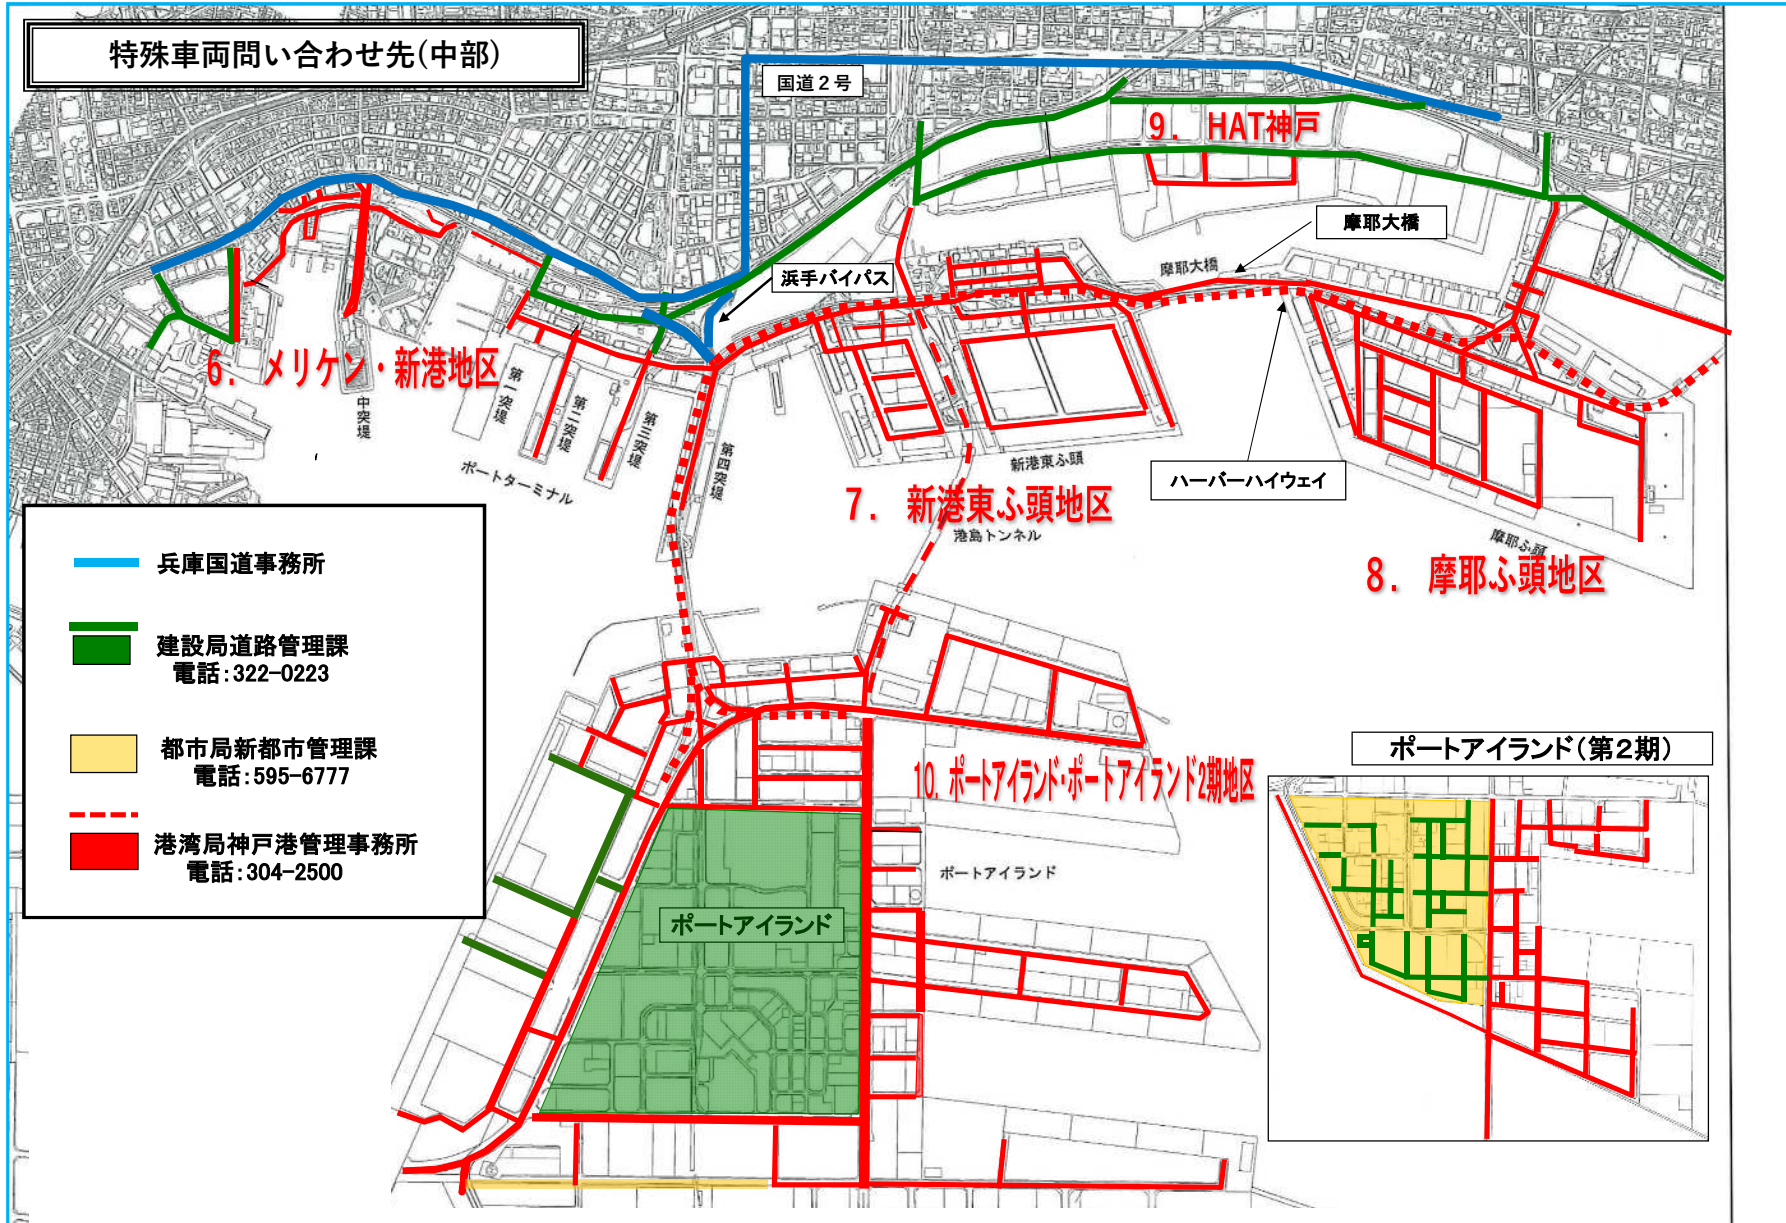 特殊車両問い合わせ先(中部)
国道２号
9. HAT神戸
摩耶大橋
摩耶大橋
浜手バイパス
6. メリケン・新港地区
中突堤
第一突堤
第二突堤
第三突堤
第四突堤
ポートターミナル
新港東ふ頭
ハーバーハイウェイ
7. 新港東ふ頭地区
港島トンネル
摩耶ふ頭
8. 摩耶ふ頭地区
兵庫国道事務所
建設局道路管理課
電話:322-0223
都市局新都市管理課
電話:595-6777
港湾局神戸港管理事務所
電話:304-2500
10. ポートアイランド・ポートアイランド2期地区
ポートアイランド(第2期)
ポートアイランド
ポートアイランド